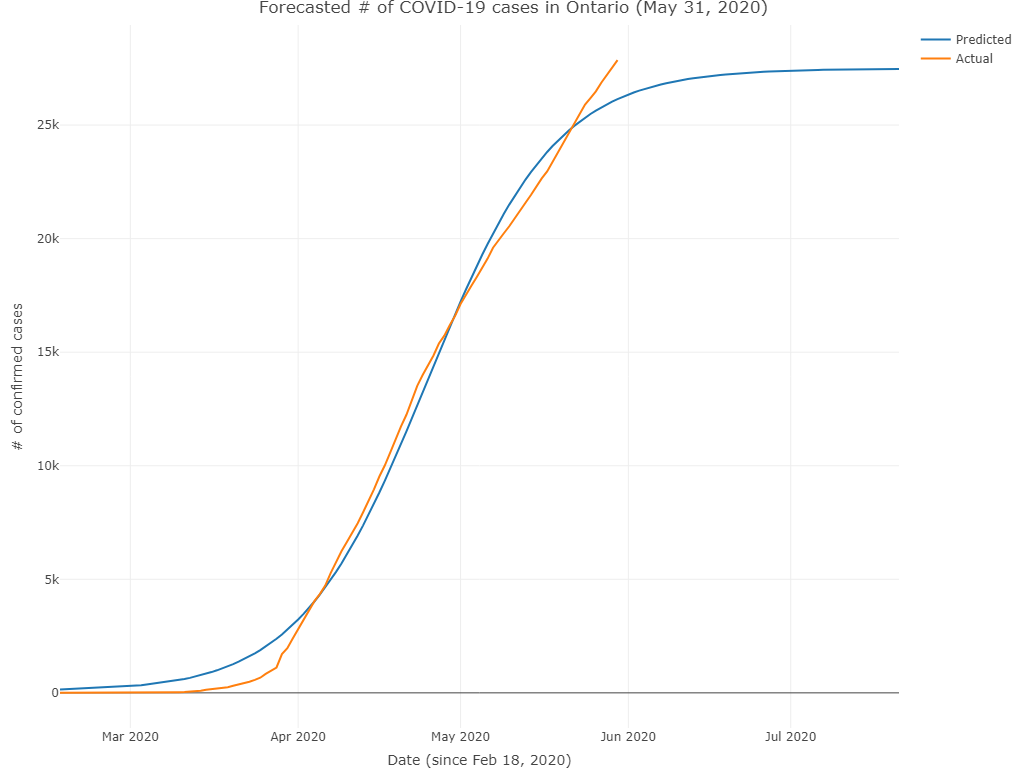 Forecasted # of COVID-19 cases in Ontario (May 31, 2020)
Predicted
Actual
25k
20k
15k
10k
5k
0
# of confirmed cases
Mar 2020
Apr 2020
May 2020
Jun 2020
Jul 2020
Date (since Feb 18, 2020)